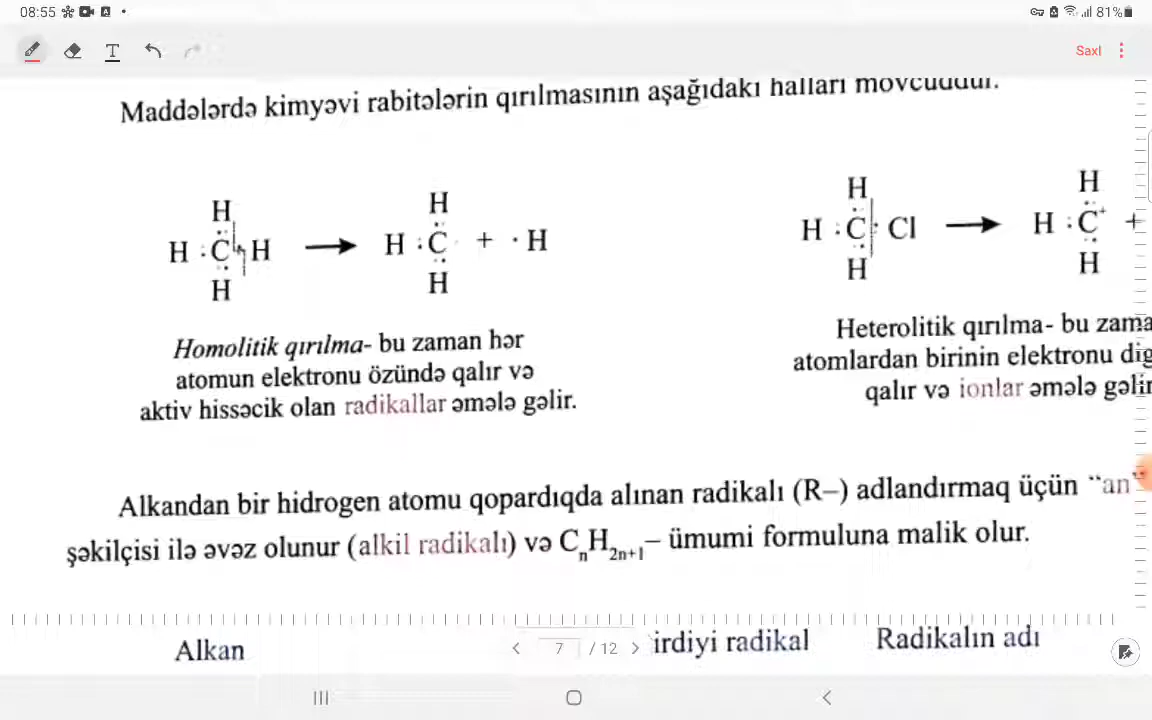 08:55
81%
T
Saxl
Maddələrdə kimyəvi rabitələrin qırılmasının aşağıdakı halları mövcuddur.
H H H H
H : C : H → H : C · + · H H : C : Cl → H : C⁺ +
H H H H
Homolitik qırılma- bu zaman hər
atomun elektronu özündə qalır və
aktiv hissəcik olan radikallar əmələ gəlir.
Heterolitik qırılma- bu zama
atomlardan birinin elektronu dig
qalır və ionlar əmələ gəlir
Alkandan bir hidrogen atomu qopardıqda alınan radikalı (R–) adlandırmaq üçün “an”
şəkilçisi ilə əvəz olunur (alkil radikalı) və CₙH₂ₙ₊₁– ümumi formuluna malik olur.
Alkan
7 / 12
irdiyi radikal
Radikalın adı